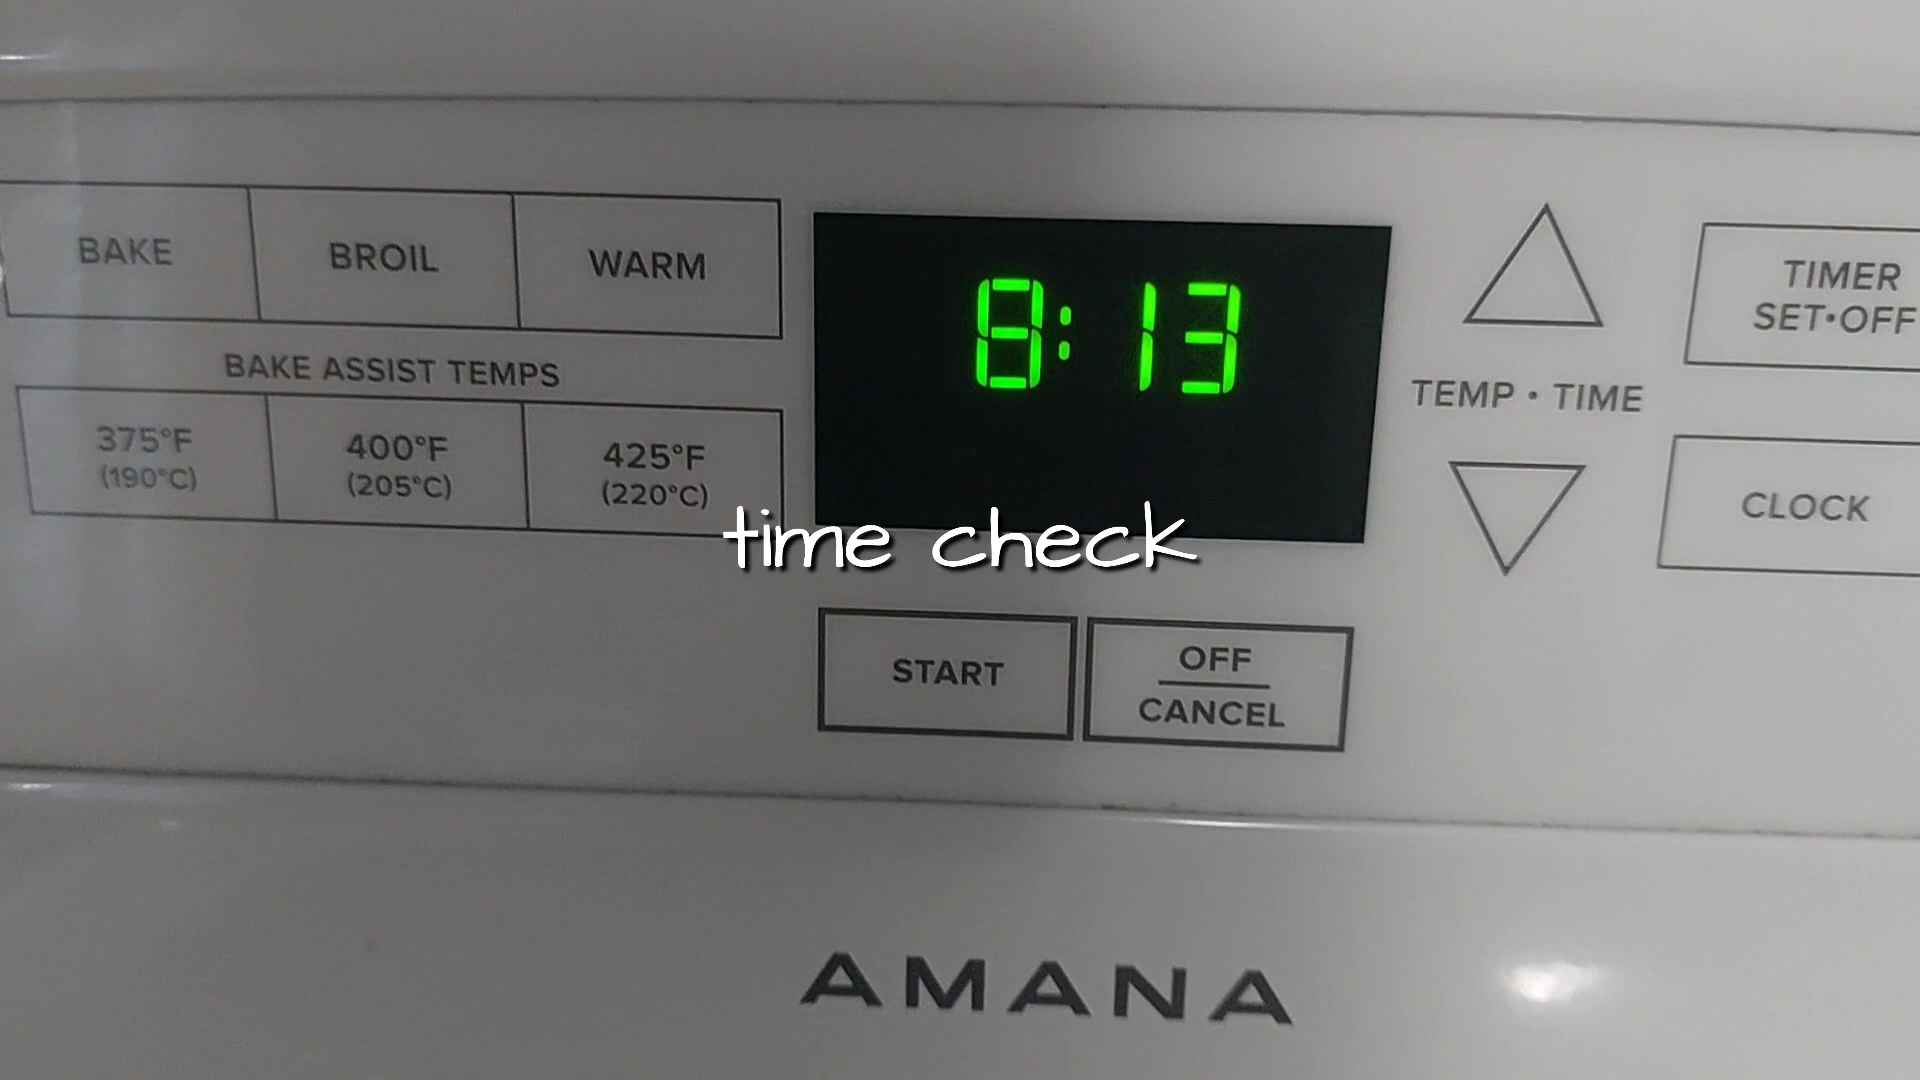 BAKE
BROIL
WARM
BAKE ASSIST TEMPS
375°F
(190°C)
400°F
(205°C)
425°F
(220°C)
8:13
time check
START
OFF
CANCEL
TEMP • TIME
TIMER
SET•OFF
CLOCK
AMANA